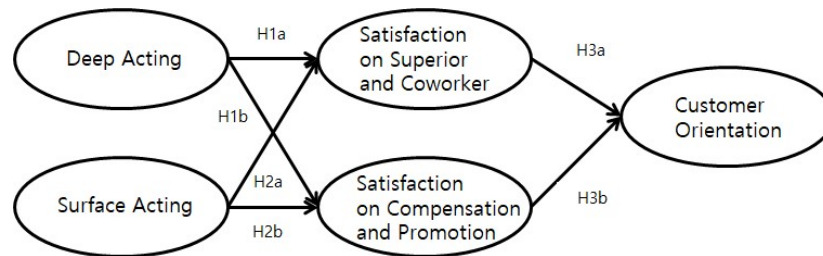 Deep Acting
H1a
Satisfaction
on Superior
and Coworker
H3a
H1b
Customer
Orientation
Surface Acting
H2a
H2b
Satisfaction
on Compensation
and Promotion
H3b